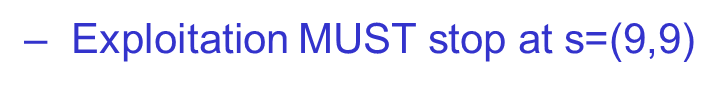 – Exploitation MUST stop at s=(9,9)